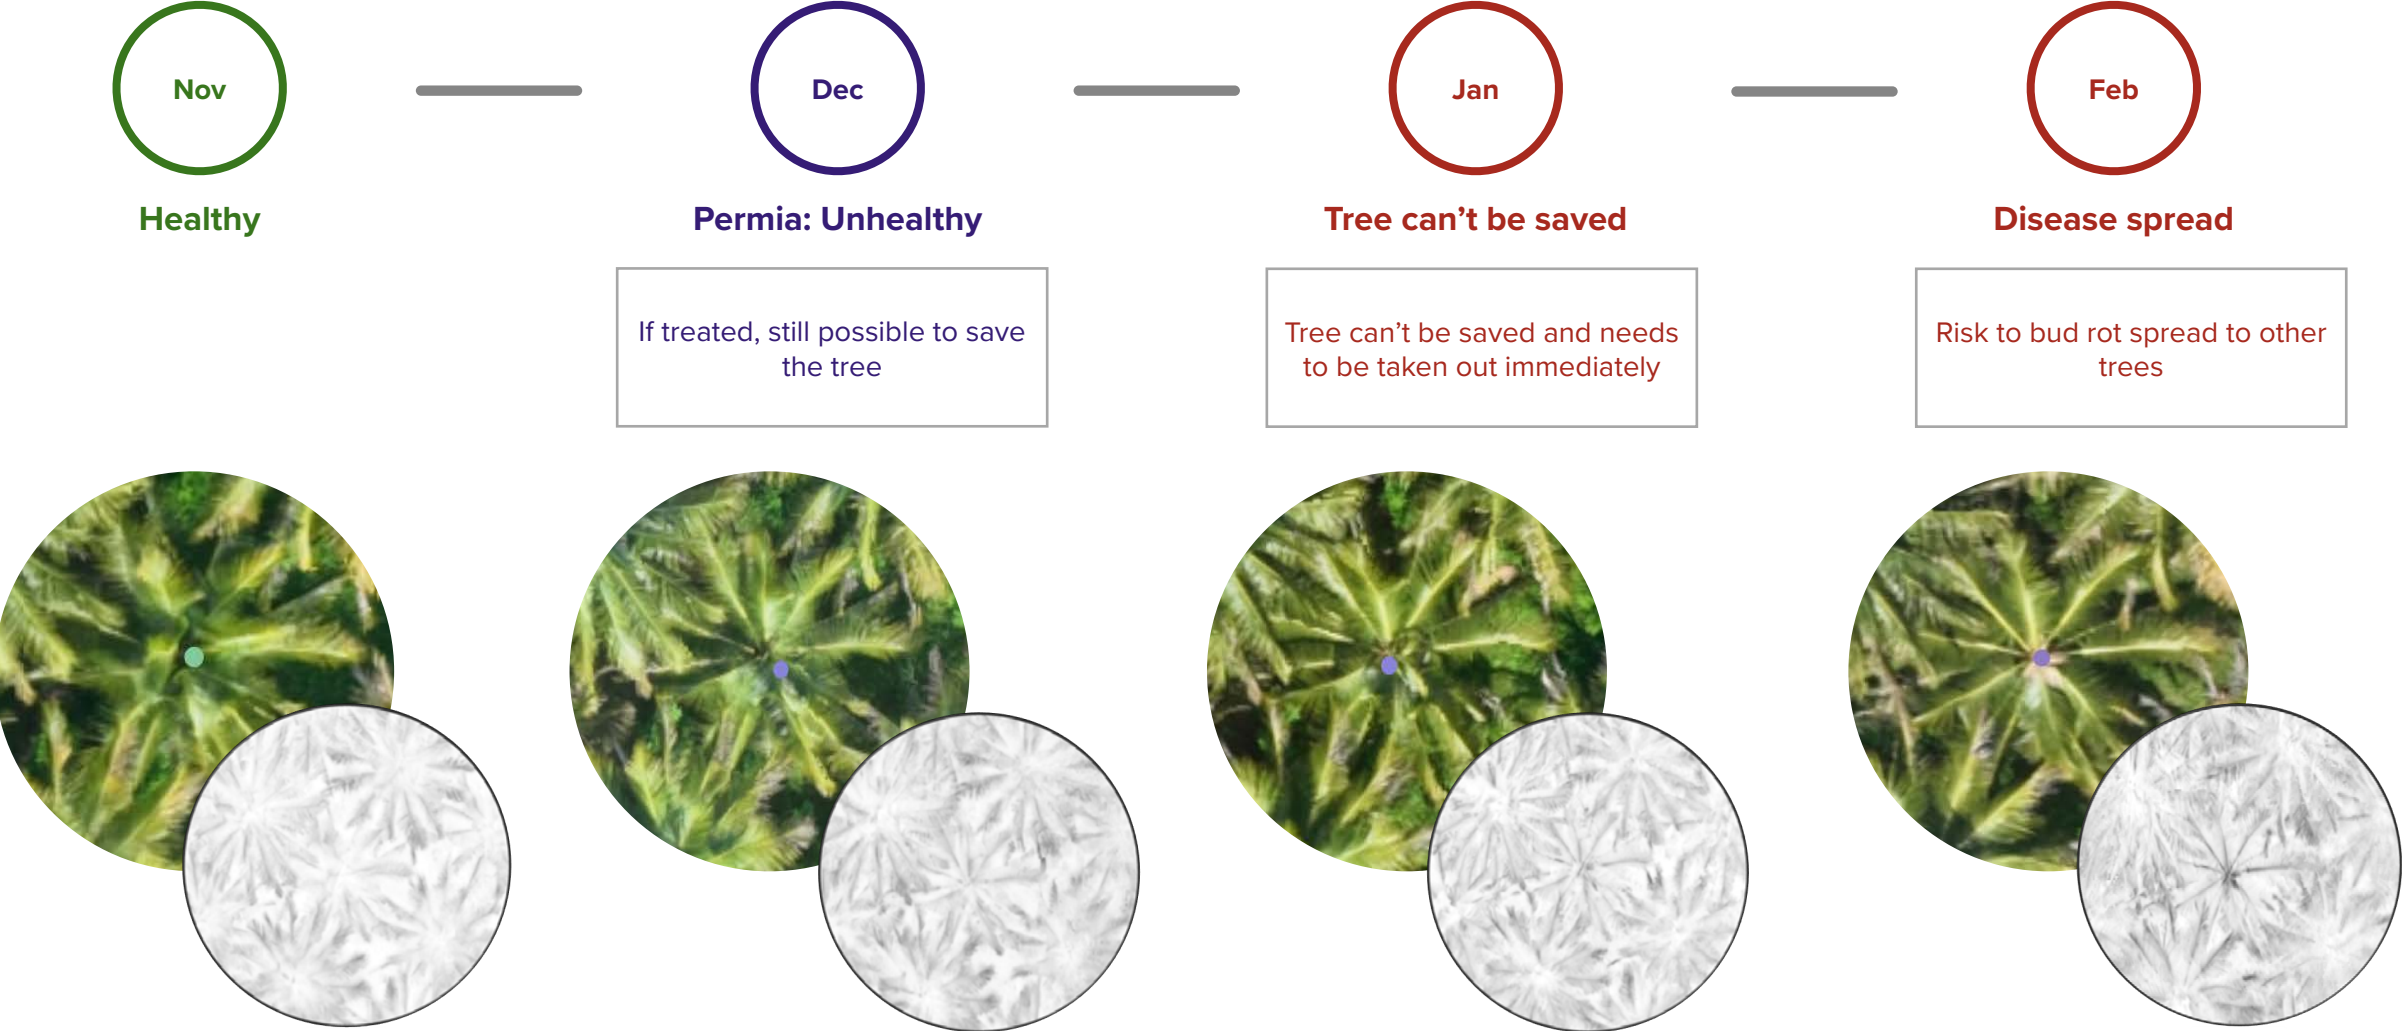 Nov
Dec
Jan
Feb
Healthy
Permia: Unhealthy
Tree can’t be saved
Disease spread
If treated, still possible to save
the tree
Tree can’t be saved and needs
to be taken out immediately
Risk to bud rot spread to other
trees